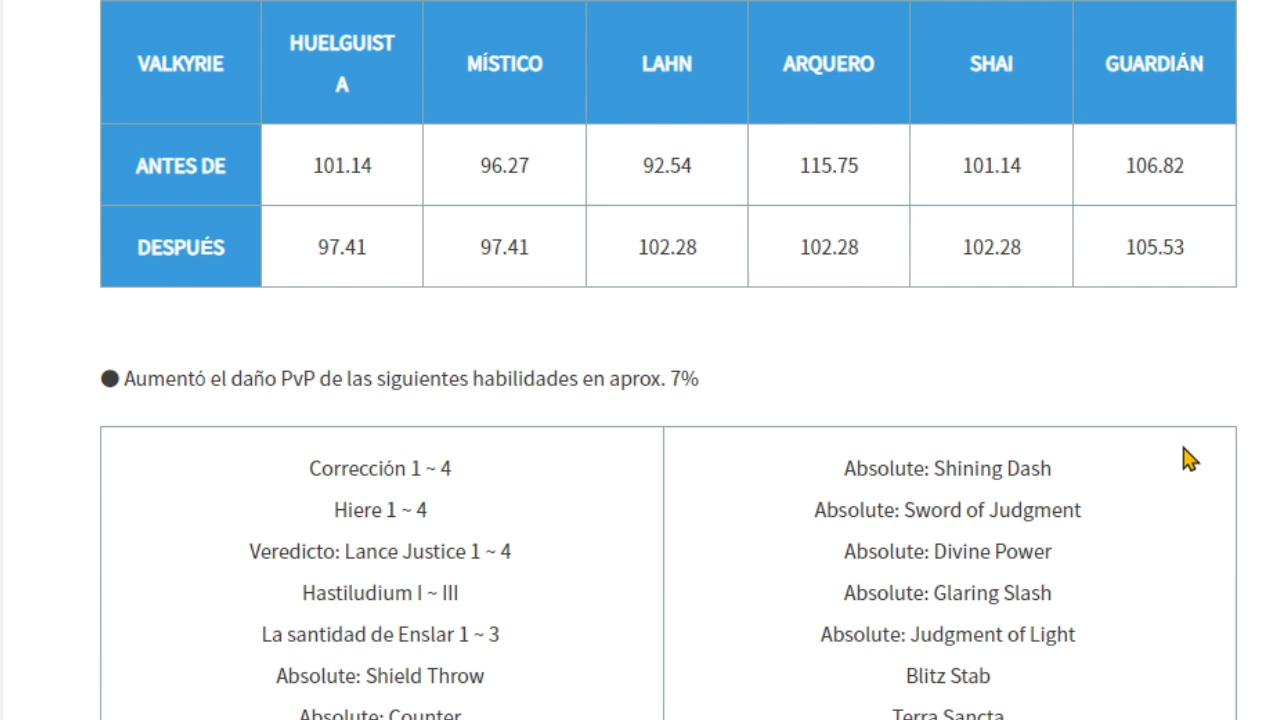 VALKYRIE HUELGUIST
A MÍSTICO LAHN ARQUERO SHAI GUARDIÁN
ANTES DE 101.14 96.27 92.54 115.75 101.14 106.82
DESPUÉS 97.41 97.41 102.28 102.28 102.28 105.53
● Aumentó el daño PvP de las siguientes habilidades en aprox. 7%
Corrección 1 ~ 4
Hiere 1 ~ 4
Veredicto: Lance Justice 1 ~ 4
Hastiludium I ~ III
La santidad de Enslar 1 ~ 3
Absolute: Shield Throw
Absolute: Counter
Absolute: Shining Dash
Absolute: Sword of Judgment
Absolute: Divine Power
Absolute: Glaring Slash
Absolute: Judgment of Light
Blitz Stab
Terra Sancta